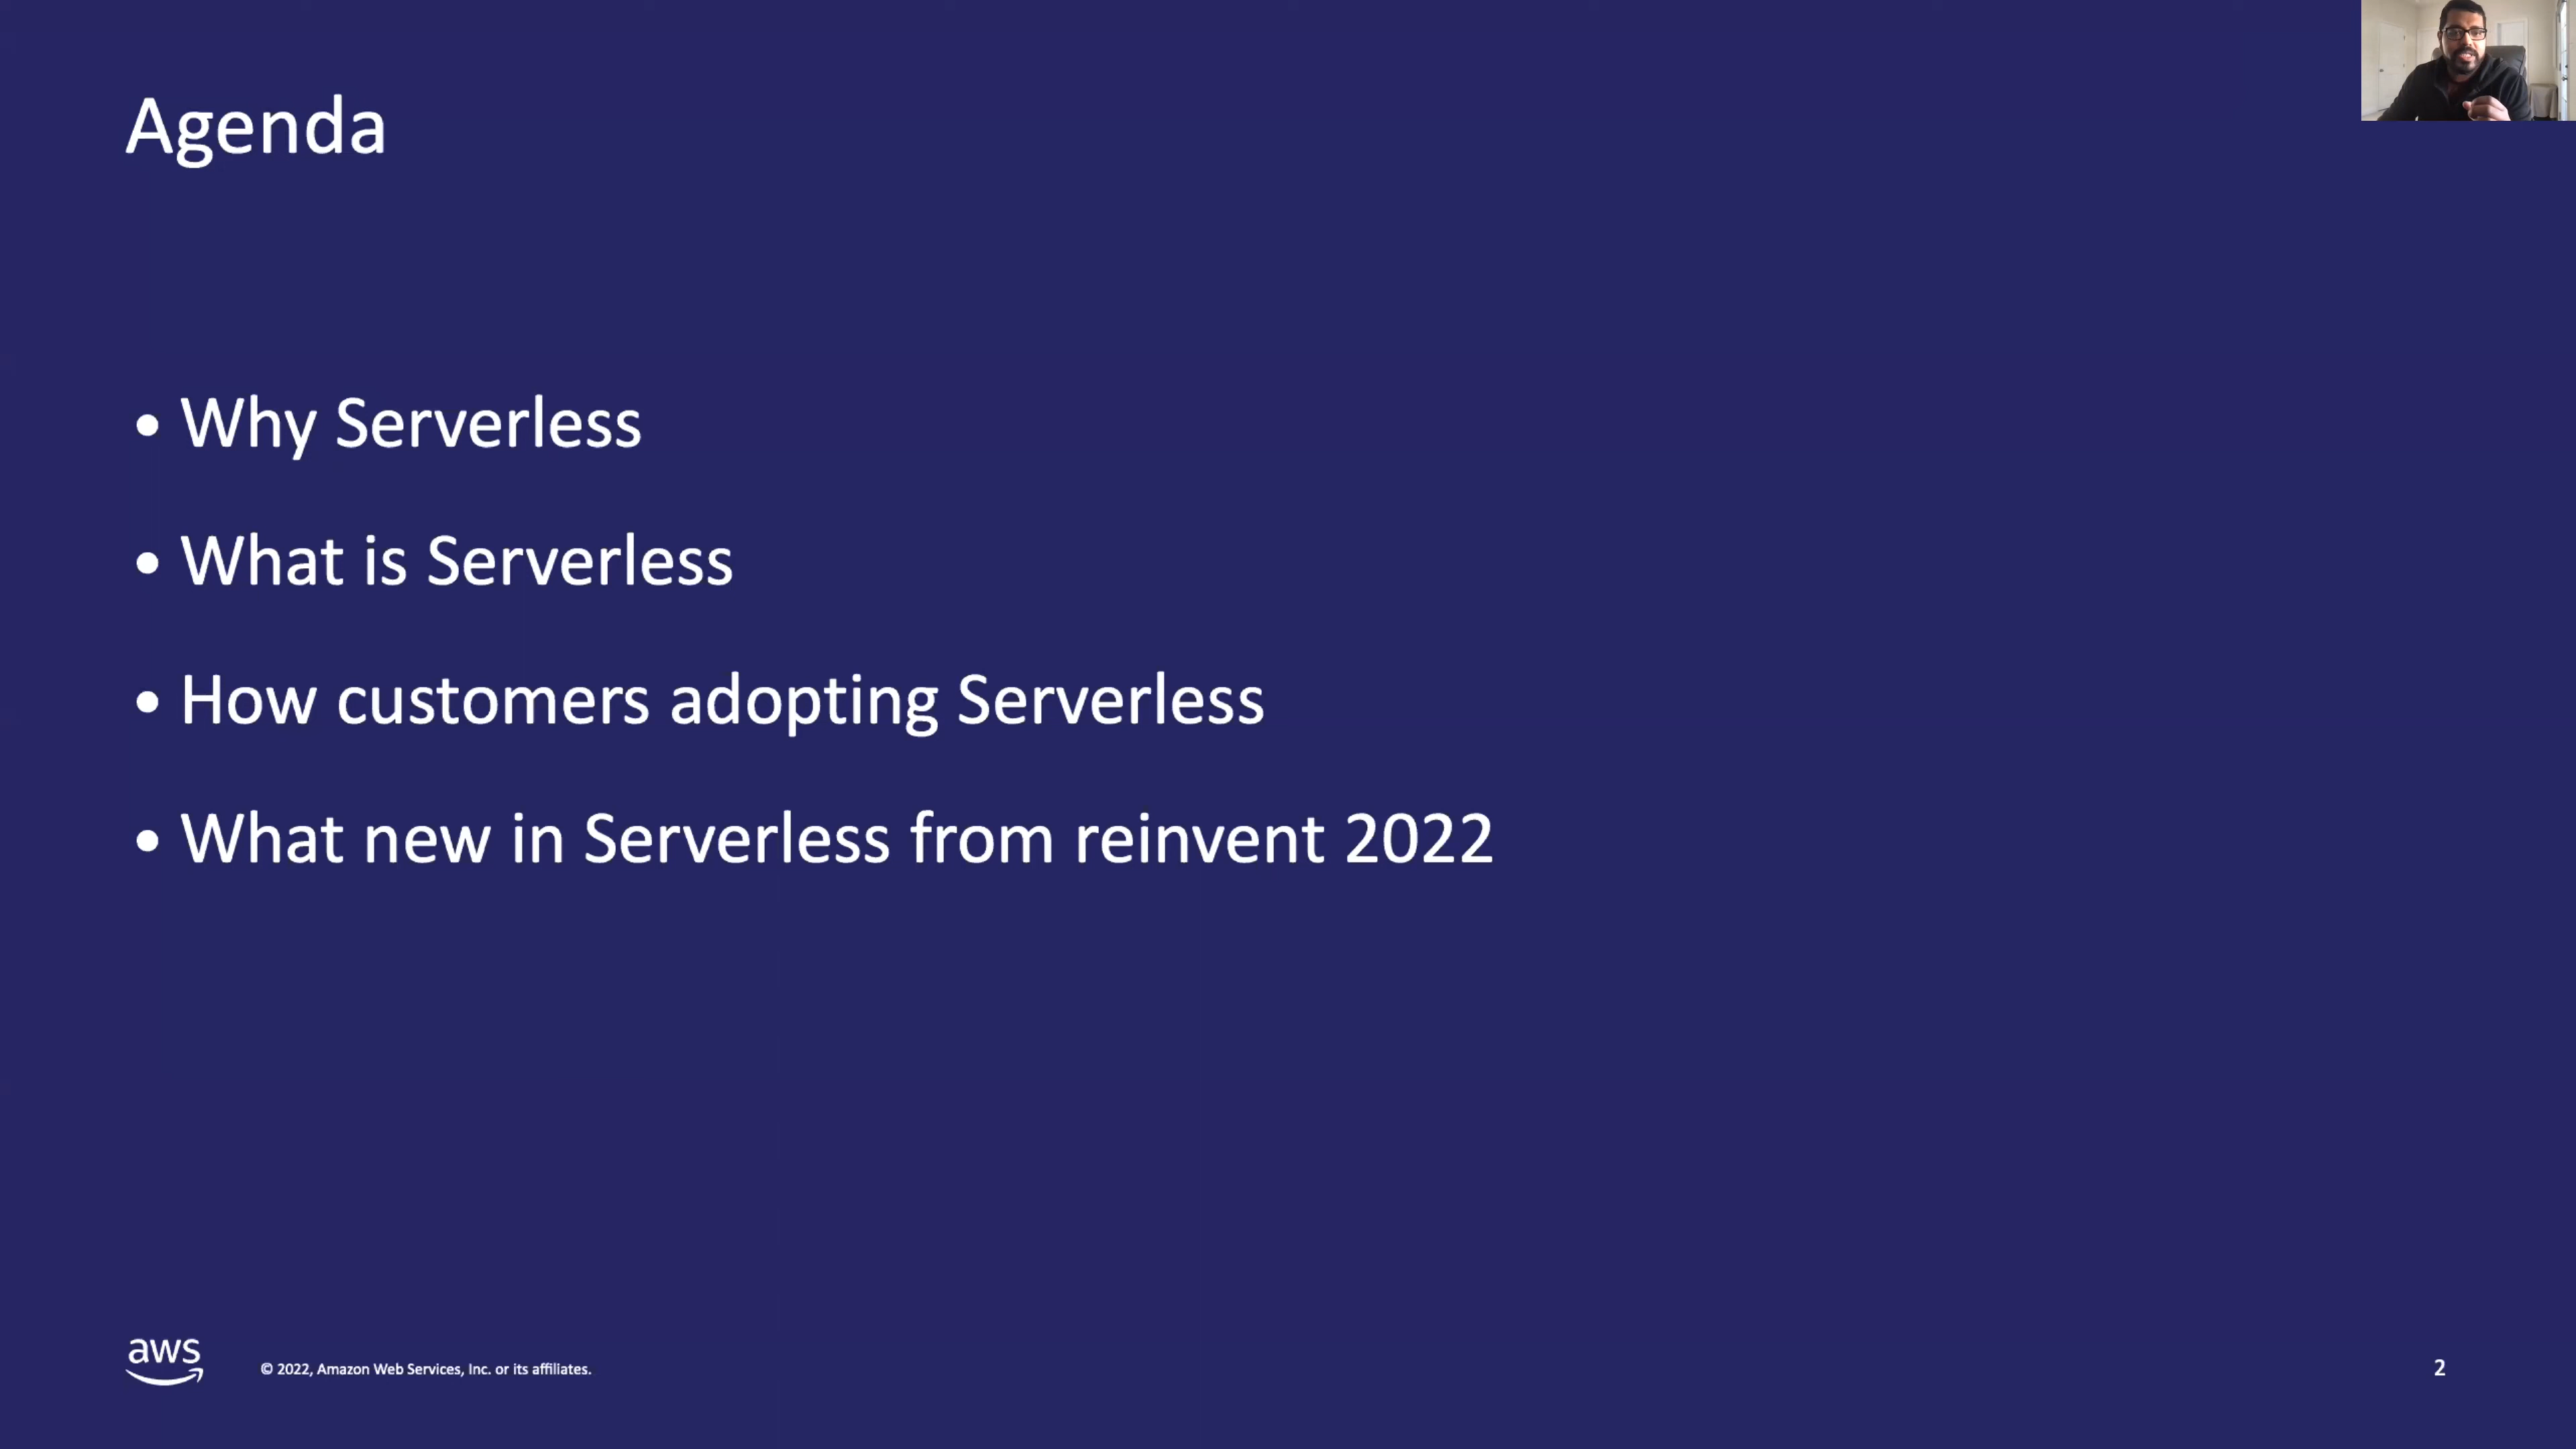 Agenda
• Why Serverless
• What is Serverless
• How customers adopting Serverless
• What new in Serverless from reinvent 2022
aws
© 2022, Amazon Web Services, Inc. or its affiliates.
2